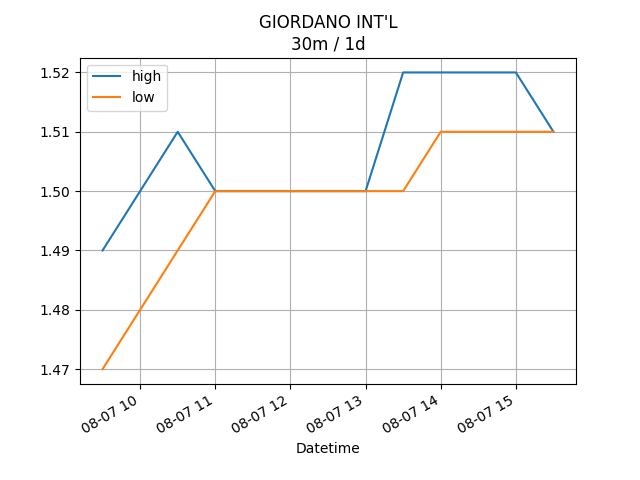 GIORDANO INT'L
30m / 1d
high
low
1.52
1.51
1.50
1.49
1.48
1.47
08-07 10
08-07 11
08-07 12
08-07 13
08-07 14
08-07 15
Datetime